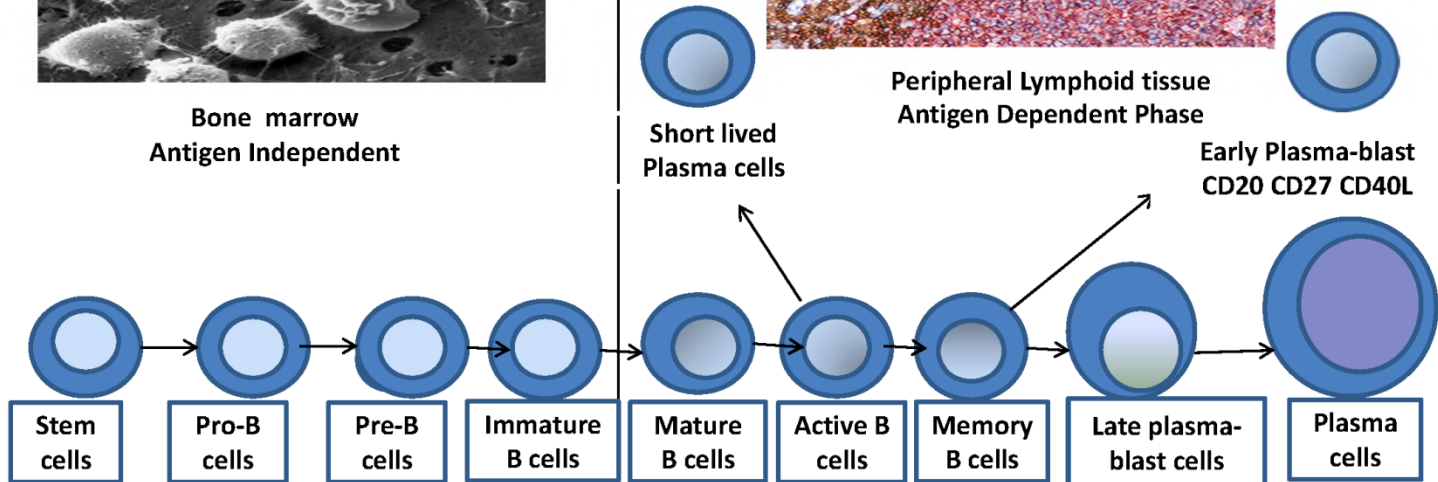 Bone marrow
Antigen Independent
Peripheral Lymphoid tissue
Antigen Dependent Phase
Short lived
Plasma cells
Early Plasma-blast
CD20 CD27 CD40L
Stem
cells
Pro-B
cells
Pre-B
cells
Immature
B cells
Mature
B cells
Active B
cells
Memory
B cells
Late plasma-
blast cells
Plasma
cells